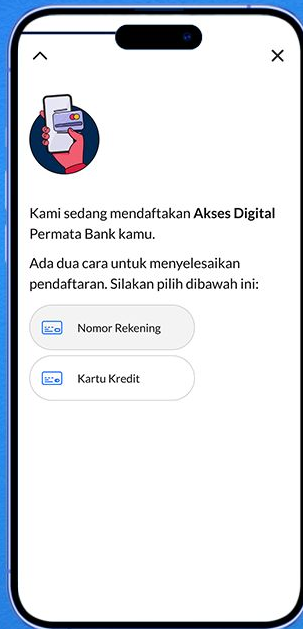 Kami sedang mendaftakan Akses Digital
Permata Bank kamu.
Ada dua cara untuk menyelesaikan
pendaftaran. Silakan pilih dibawah ini:
Nomor Rekening
Kartu Kredit